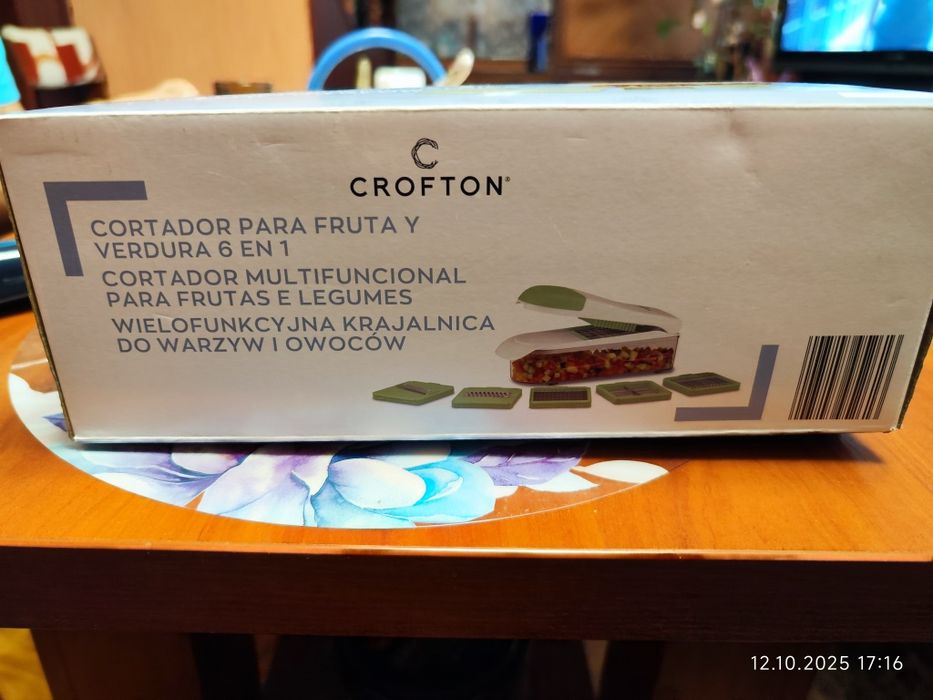 CROFTON®
CORTADOR PARA FRUTA Y
VERDURA 6 EN 1
CORTADOR MULTIFUNCIONAL
PARA FRUTAS E LEGUMES
WIELOFUNKCYJNA KRAJALNICA
DO WARZYW I OWOCÓW
12.10.2025 17:16